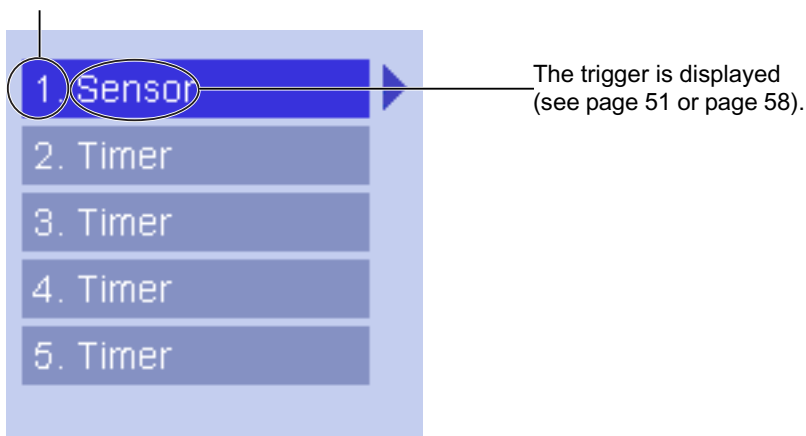 1. Sensor
The trigger is displayed
(see page 51 or page 58).
2. Timer
3. Timer
4. Timer
5. Timer